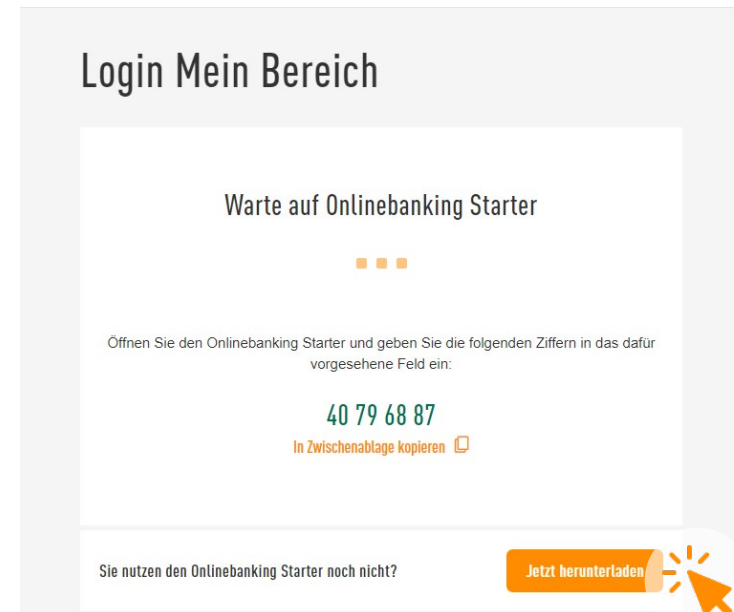 Login Mein Bereich
Warte auf Onlinebanking Starter
Öffnen Sie den Onlinebanking Starter und geben Sie die folgenden Ziffern in das dafür
vorgesehene Feld ein:
40 79 68 87
In Zwischenablage kopieren
Sie nutzen den Onlinebanking Starter noch nicht?
Jetzt herunterladen